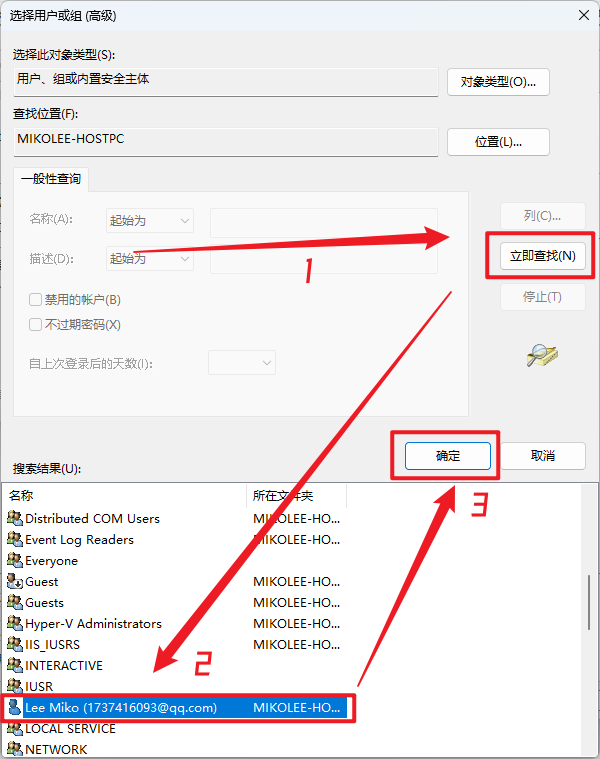 选择用户或组 (高级)
选择此对象类型(S):
用户、组或内置安全主体
对象类型(O)...
查找位置(F):
MIKOLEE-HOSTPC
位置(L)...
一般性查询
名称(A):
起始为
列(C)...
描述(D):
起始为
立即查找(N)
1
禁用的帐户(B)
停止(T)
不过期密码(X)
自上次登录后的天数(I):
确定
取消
搜索结果(U):
3
名称
所在文件夹
Distributed COM Users
MIKOLEE-HO...
Event Log Readers
MIKOLEE-HO...
Everyone
Guest
MIKOLEE-HO...
Guests
MIKOLEE-HO...
Hyper-V Administrators
MIKOLEE-HO...
IIS_IUSRS
MIKOLEE-HO...
INTERACTIVE
2
IUSR
Lee Miko (1737416093@qq.com)
MIKOLEE-HO...
LOCAL SERVICE
NETWORK